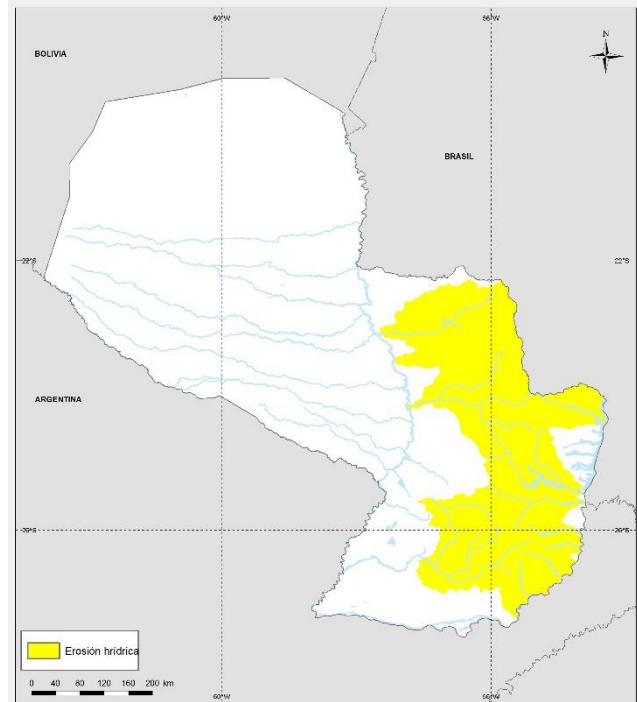 60°W 56°W
BOLIVIA
N
BRASIL
22°S 22°S
ARGENTINA
26°S 26°S
Erosión hrídrica
0 40 80 120 160 200 km
60°W 56°W